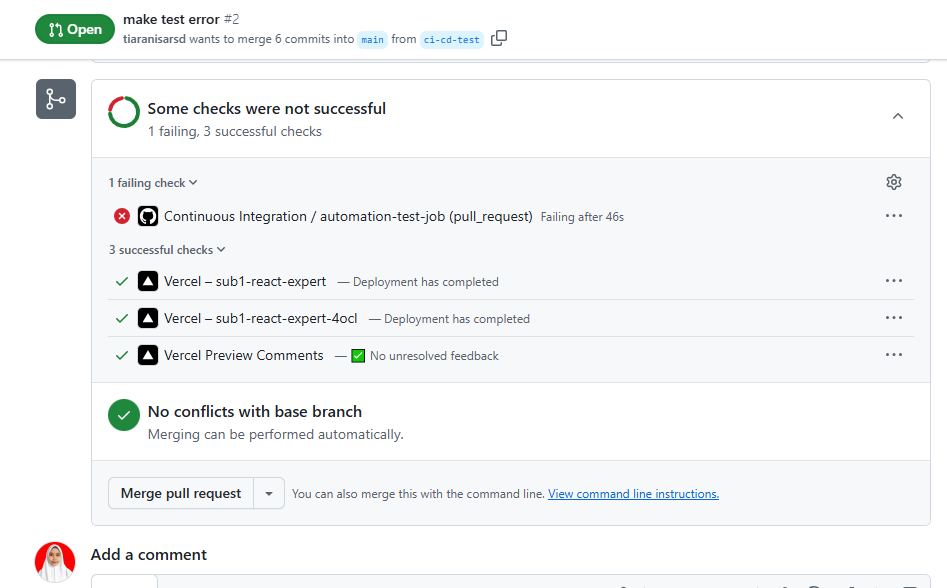 Open
make test error #2
tiaranisarsd wants to merge 6 commits into main from ci-cd-test
Some checks were not successful
1 failing, 3 successful checks
1 failing check
Continuous Integration / automation-test-job (pull_request) Failing after 46s
3 successful checks
Vercel – sub1-react-expert — Deployment has completed
Vercel – sub1-react-expert-4ocl — Deployment has completed
Vercel Preview Comments — ✅ No unresolved feedback
No conflicts with base branch
Merging can be performed automatically.
Merge pull request
You can also merge this with the command line. View command line instructions.
Add a comment